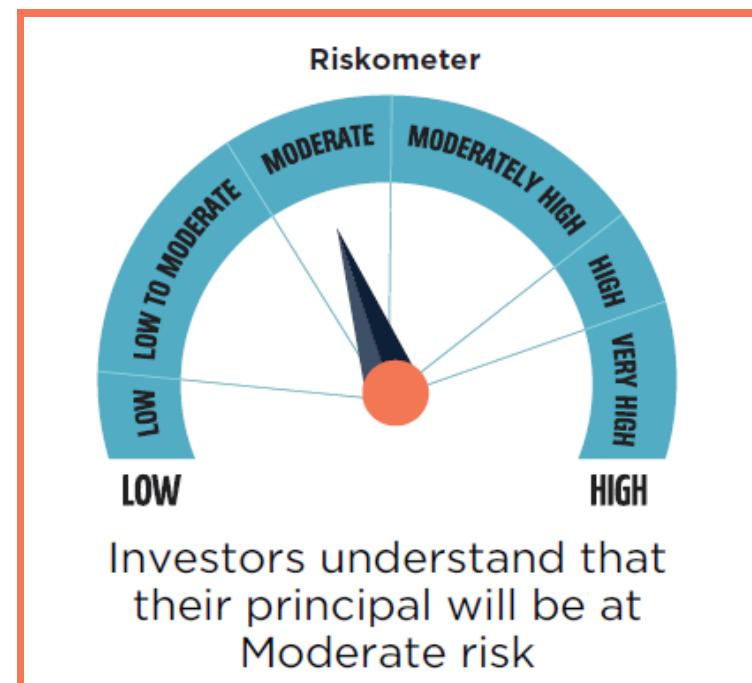 Riskometer
LOW
LOW TO MODERATE
MODERATE
MODERATELY HIGH
HIGH
VERY HIGH
LOW
HIGH
Investors understand that
their principal will be at
Moderate risk